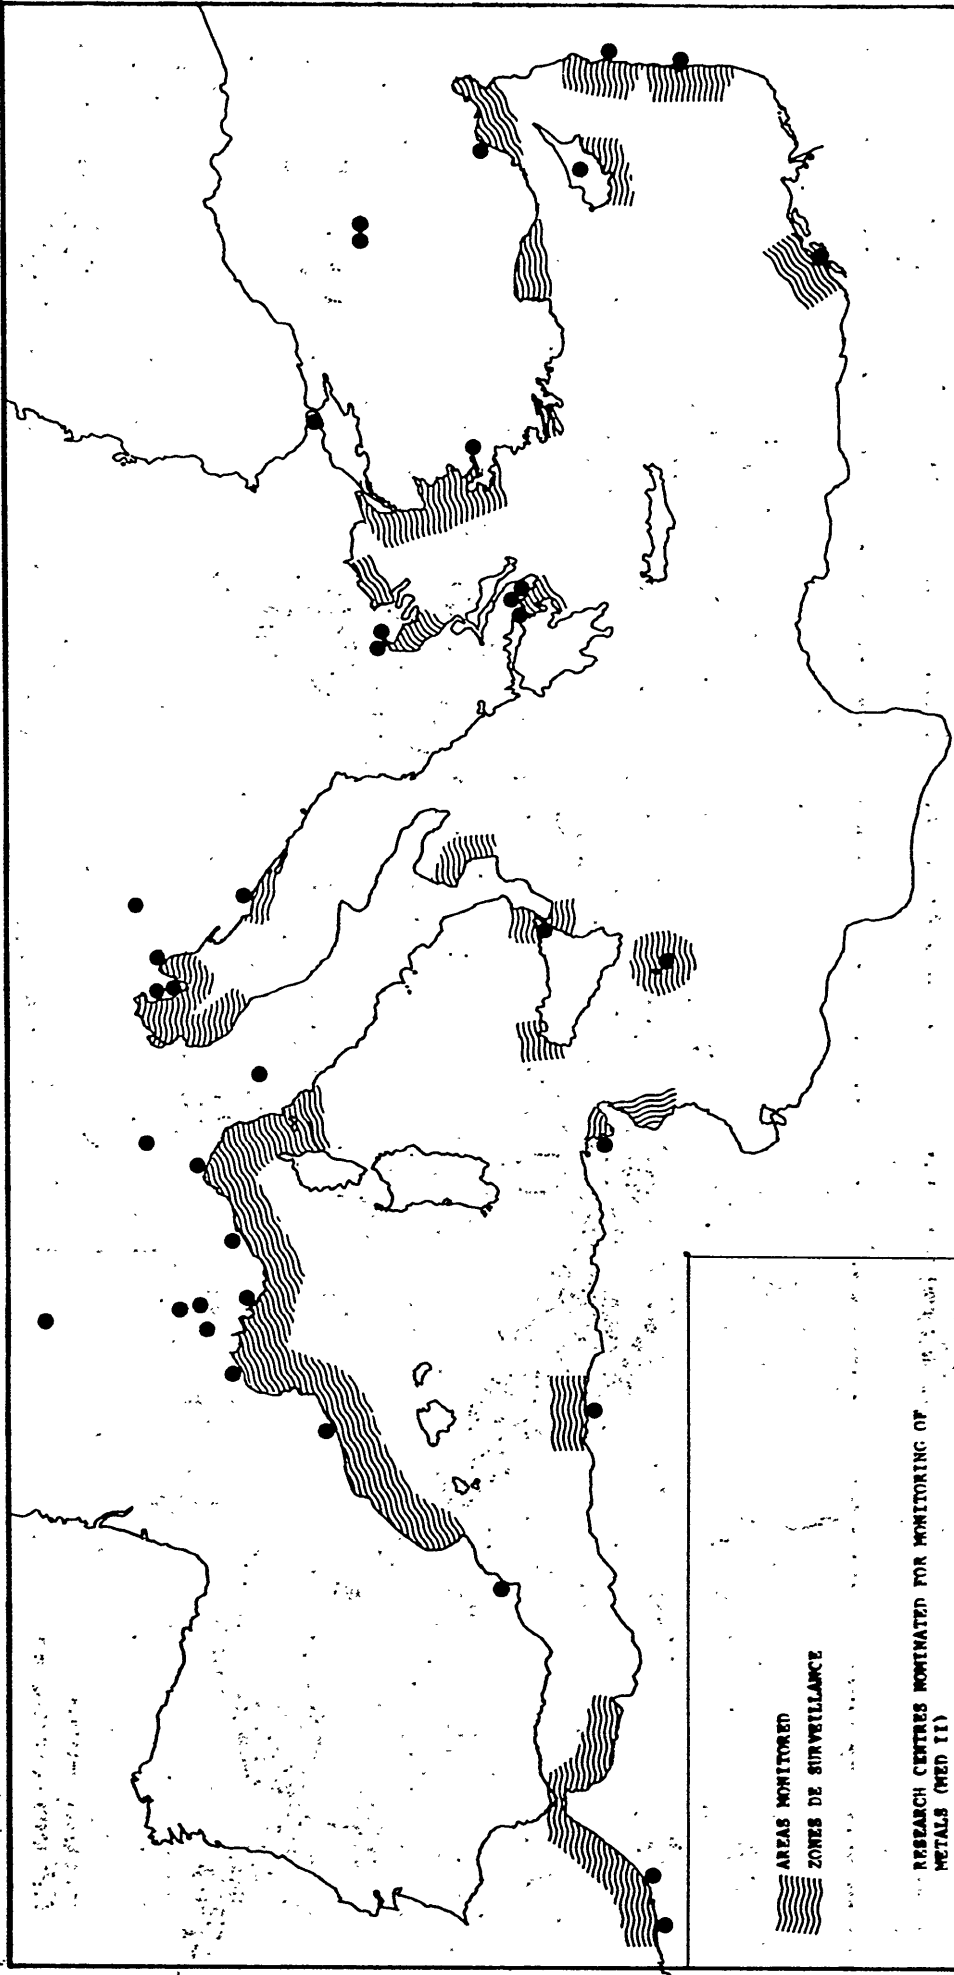 AREAS MONITORED
ZONES DE SURVEILLANCE
RESEARCH CENTRES NOMINATED FOR MONITORING OF
METALS (MED II)